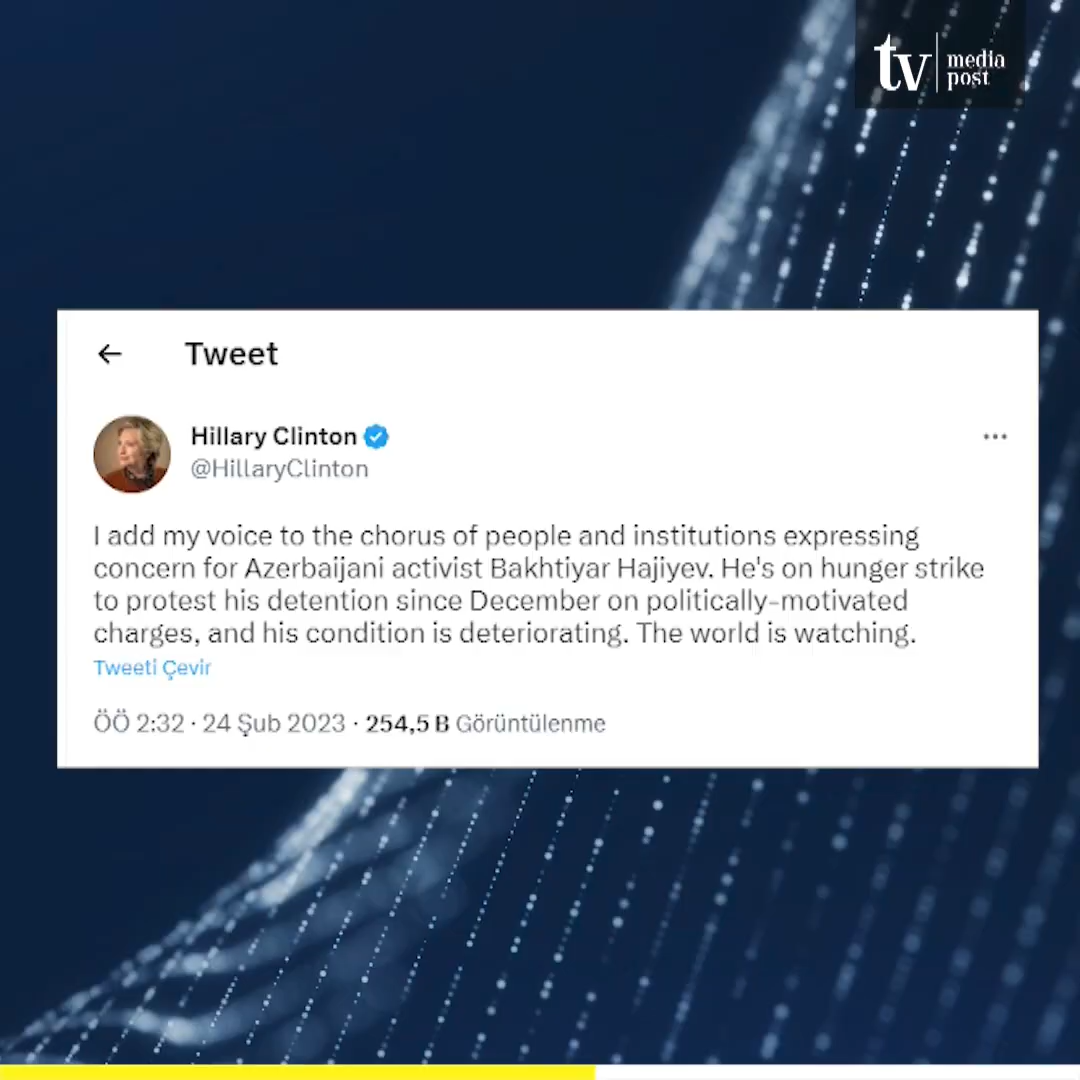 tv media post
Tweet
Hillary Clinton
@HillaryClinton
I add my voice to the chorus of people and institutions expressing
concern for Azerbaijani activist Bakhtiyar Hajiyev. He's on hunger strike
to protest his detention since December on politically-motivated
charges, and his condition is deteriorating. The world is watching.
Tweeti Çevir
ÖÖ 2:32 · 24 Şub 2023 · 254,5 B Görüntülenme